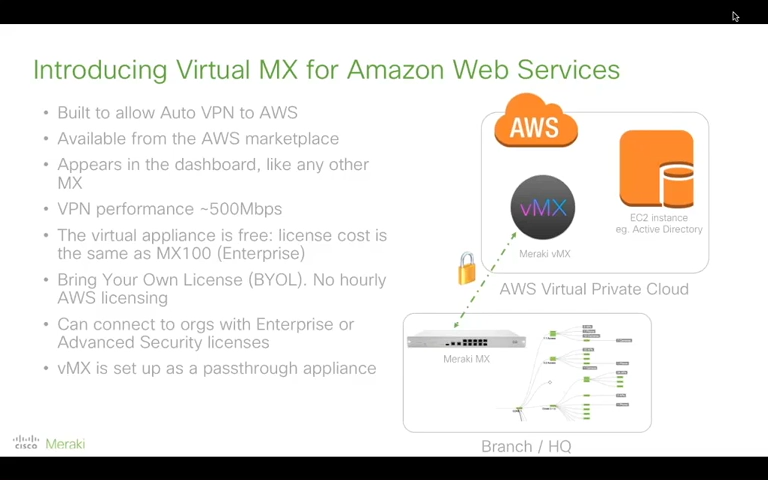 Introducing Virtual MX for Amazon Web Services
• Built to allow Auto VPN to AWS
• Available from the AWS marketplace
• Appears in the dashboard, like any other
MX
• VPN performance ~500Mbps
• The virtual appliance is free: license cost is
the same as MX100 (Enterprise)
• Bring Your Own License (BYOL). No hourly
AWS licensing
• Can connect to orgs with Enterprise or
Advanced Security licenses
• vMX is set up as a passthrough appliance
AWS
vMX
Meraki vMX
EC2 instance
eg. Active Directory
AWS Virtual Private Cloud
Meraki MX
Branch / HQ
cisco Meraki